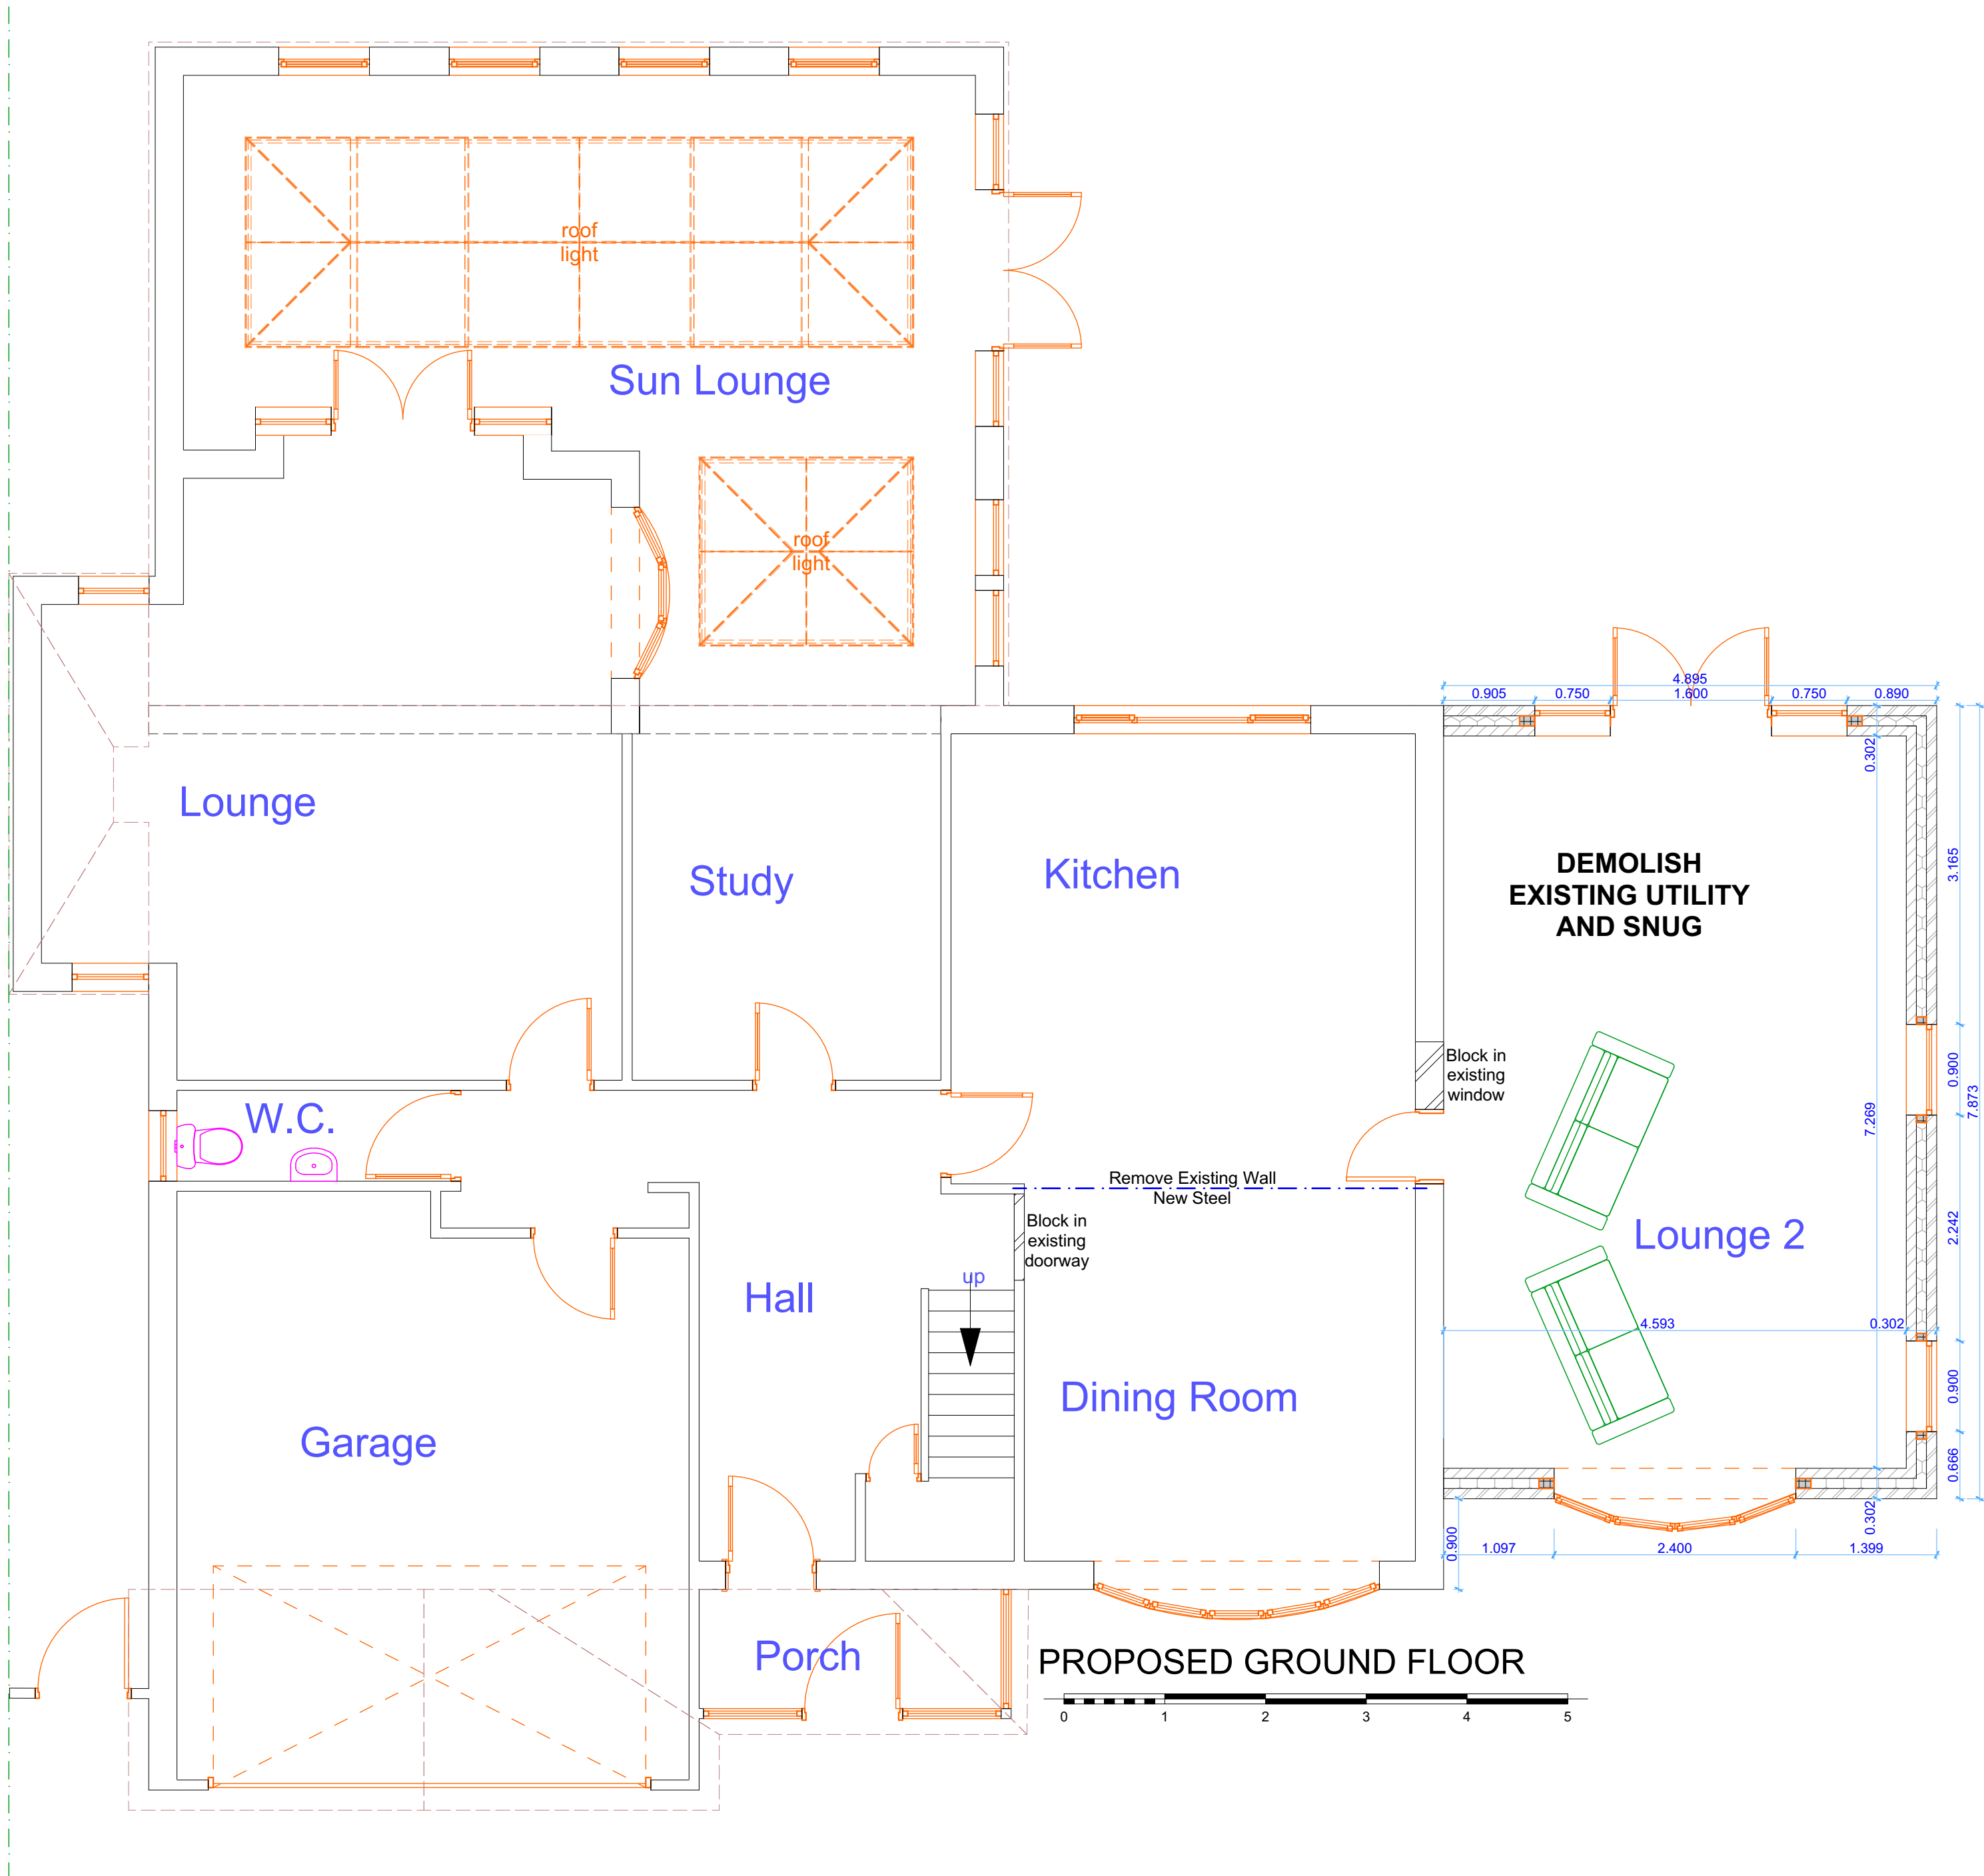 roof
light
Sun Lounge
roof
light
4.895
0.905
0.750
1.600
0.750
0.890
0.302
Lounge
Study
Kitchen
DEMOLISH
EXISTING UTILITY
AND SNUG
3.165
Block in
existing
window
0.900
7.873
7.269
W.C.
Remove Existing Wall
New Steel
Block in
existing
doorway
Lounge 2
2.242
up
Hall
4.593
0.302
Dining Room
0.900
Garage
0.666
0.302
0.900
1.097
2.400
1.399
Porch
PROPOSED GROUND FLOOR
0 1 2 3 4 5